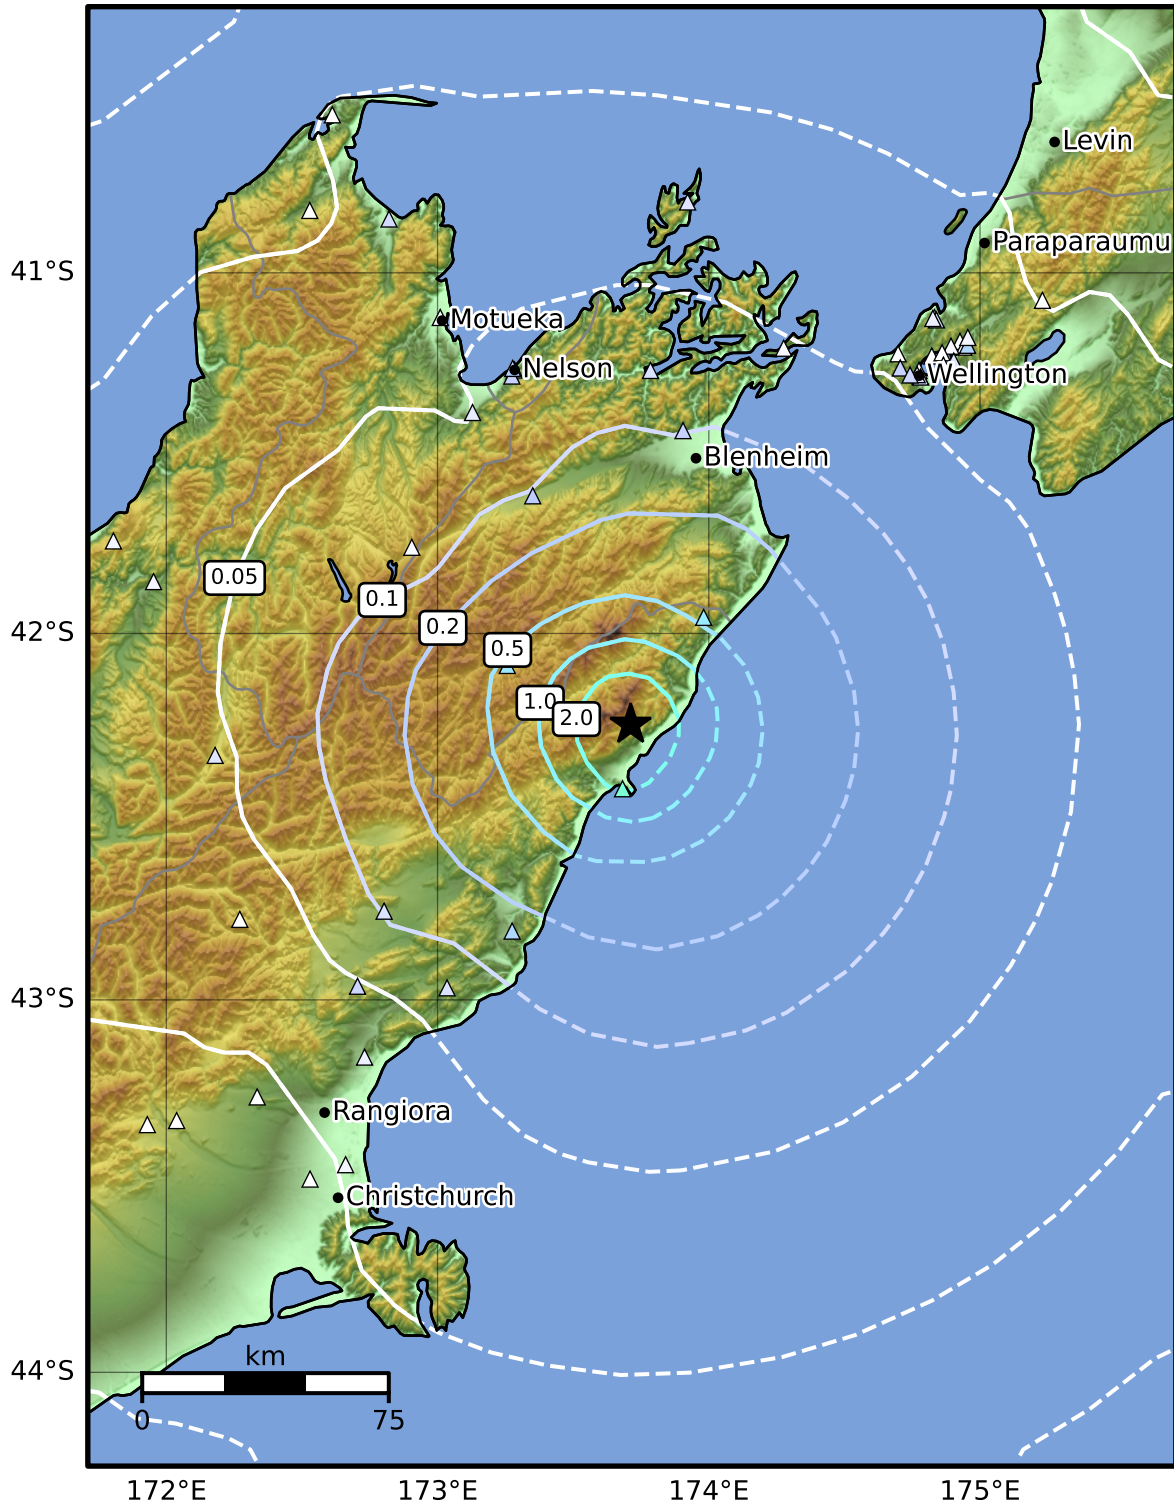 Levin
Paraparaumu
41°S
Motueka
Nelson
Wellington
Blenheim
0.05
0.1
0.2
42°S
0.5
1.0
2.0
43°S
Rangiora
Christchurch
km
44°S
0
75
172°E
173°E
174°E
175°E